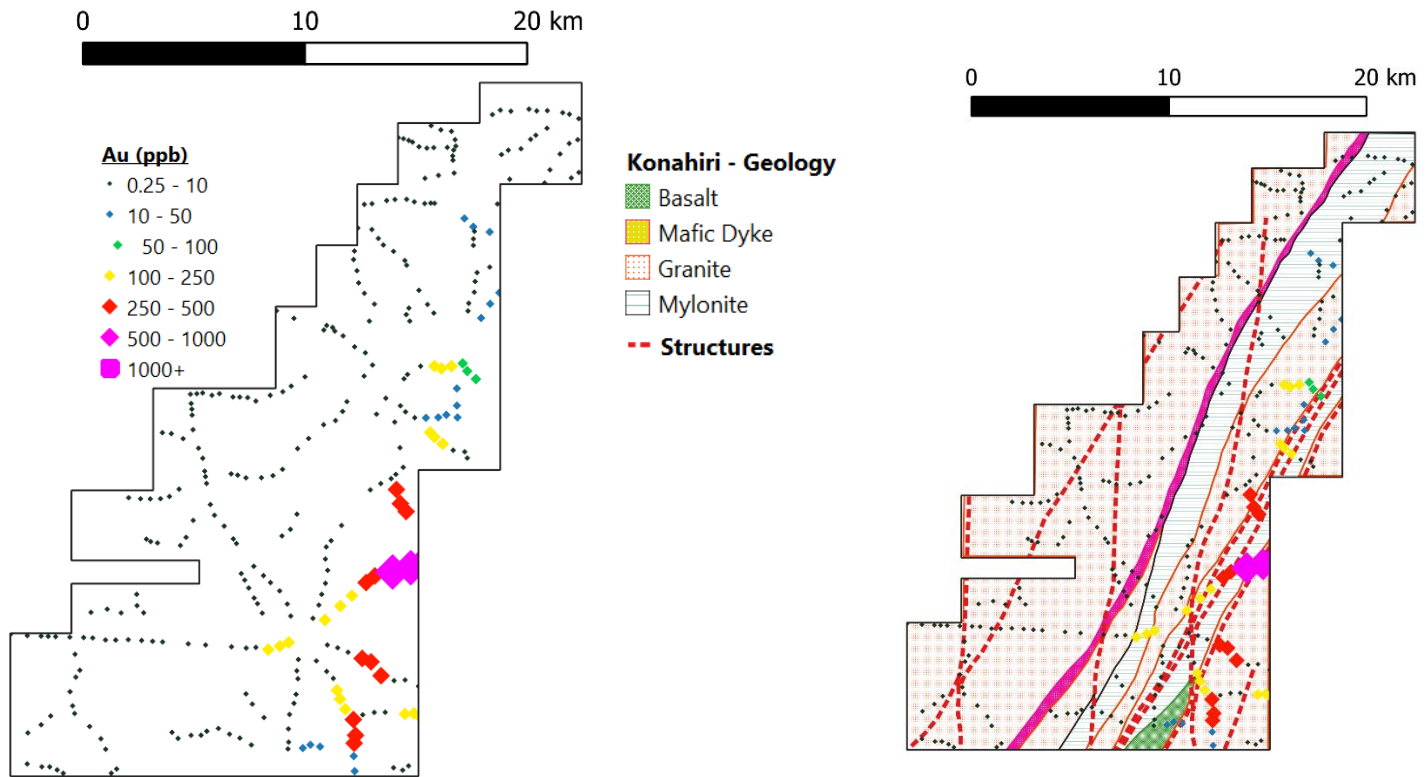 0 10 20 km
Au (ppb)
0.25 - 10
10 - 50
50 - 100
100 - 250
250 - 500
500 - 1000
1000+
Konahiri - Geology
Basalt
Mafic Dyke
Granite
Mylonite
Structures
0 10 20 km